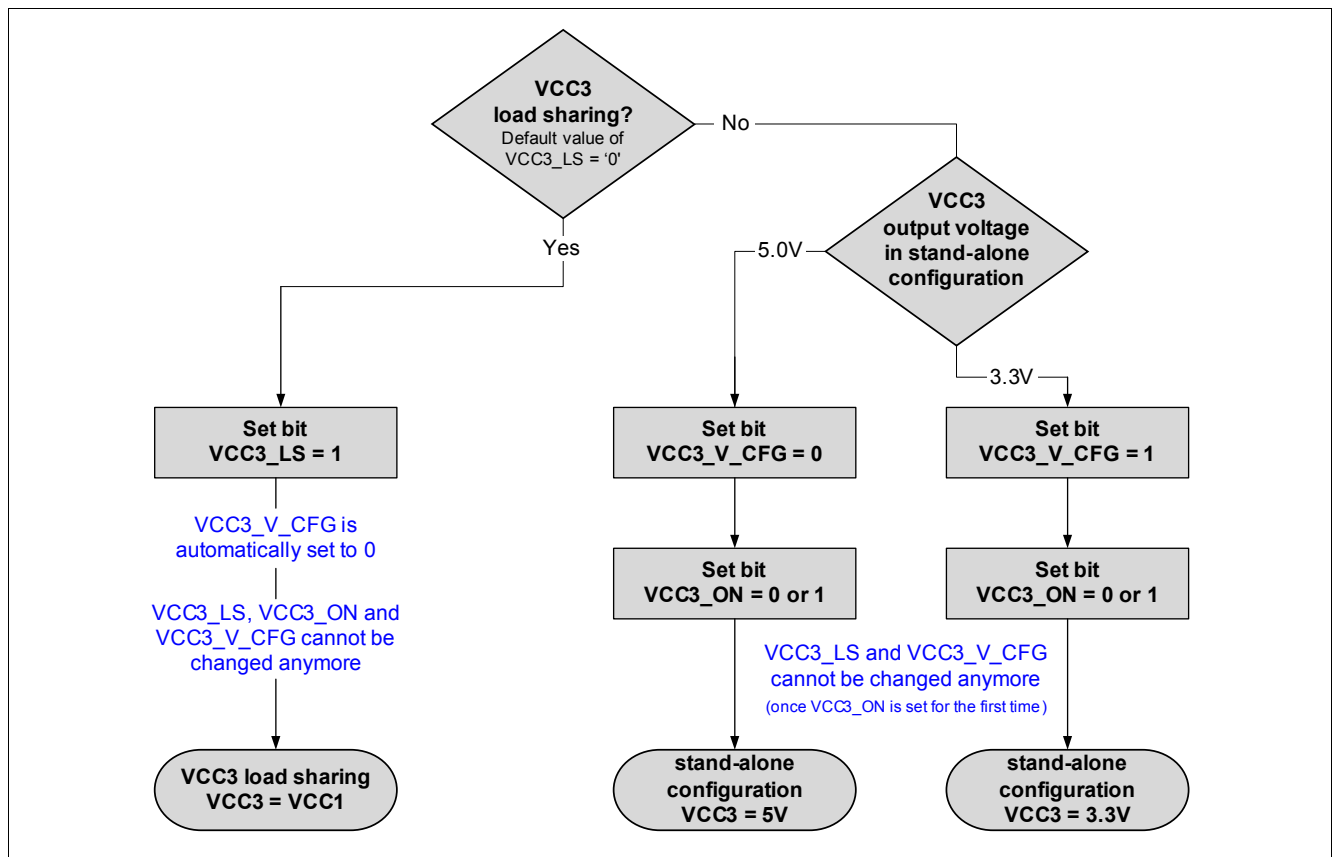 VCC3
load sharing?
Default value of
VCC3_LS = ‘0'
No
Yes
VCC3
output voltage
in stand-alone
configuration
5.0V
3.3V
Set bit
VCC3_LS = 1
Set bit
VCC3_V_CFG = 0
Set bit
VCC3_V_CFG = 1
VCC3_V_CFG is
automatically set to 0
Set bit
VCC3_ON = 0 or 1
Set bit
VCC3_ON = 0 or 1
VCC3_LS, VCC3_ON and
VCC3_V_CFG cannot be
changed anymore
VCC3_LS and VCC3_V_CFG
cannot be changed anymore
(once VCC3_ON is set for the first time)
VCC3 load sharing
VCC3 = VCC1
stand-alone
configuration
VCC3 = 5V
stand-alone
configuration
VCC3 = 3.3V